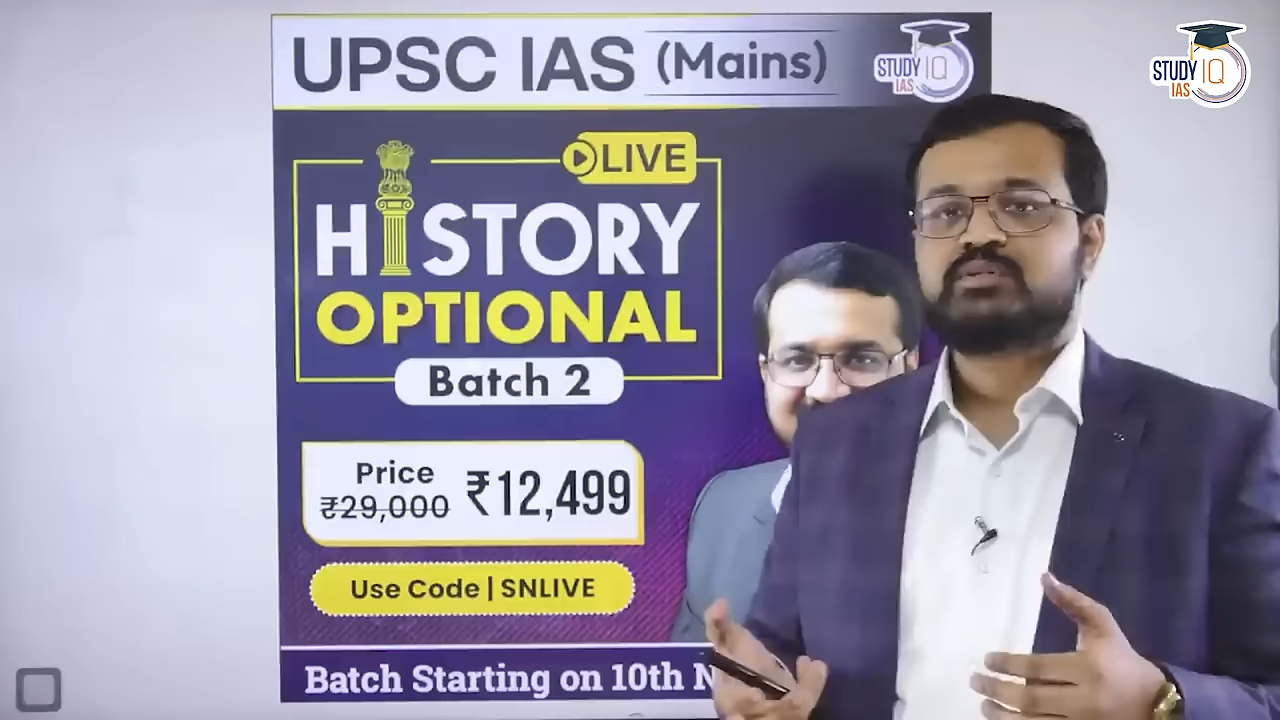 UPSC IAS (Mains)
STUDY IQ
IAS
STUDY IQ
IAS
LIVE
HISTORY
OPTIONAL
Batch 2
Price
₹29,000 ₹12,499
Use Code | SNLIVE
Batch Starting on 10th